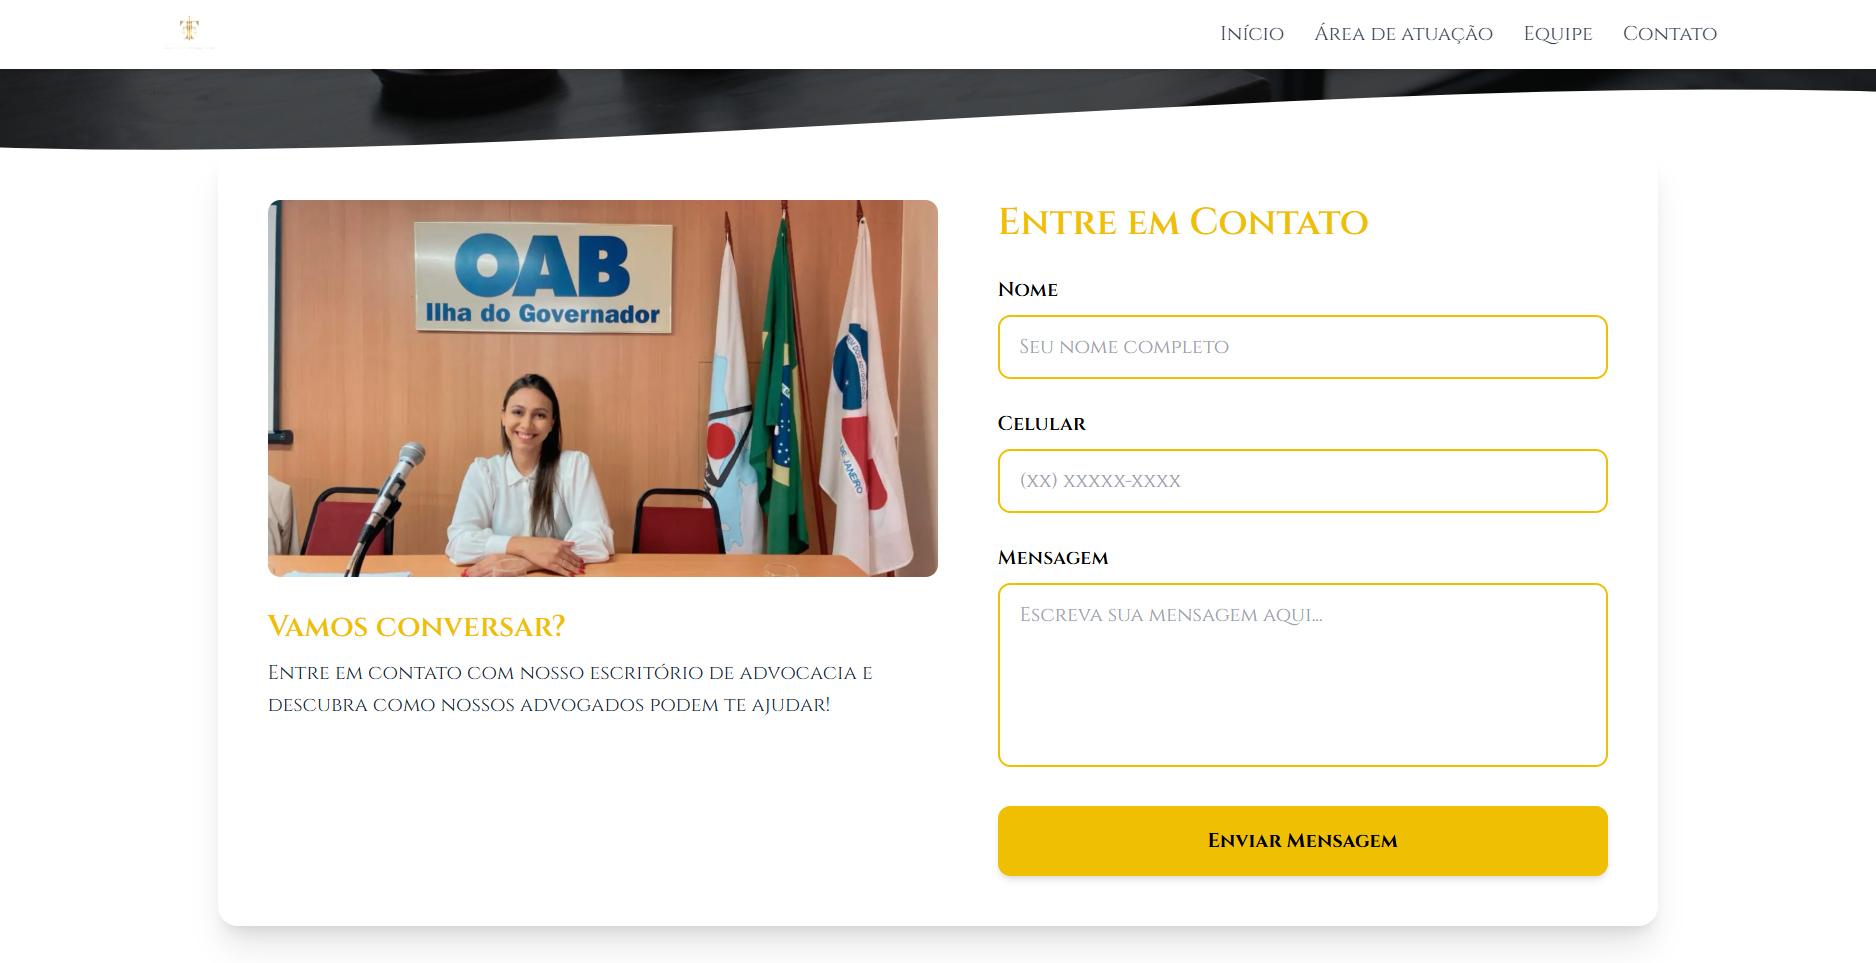 Início Área de atuação Equipe Contato
OAB
Ilha do Governador
DE JANEIRO
Vamos conversar?
Entre em contato com nosso escritório de advocacia e
descubra como nossos advogados podem te ajudar!
Entre em Contato
Nome
Seu nome completo
Celular
(xx) xxxxx-xxxx
Mensagem
Escreva sua mensagem aqui...
Enviar Mensagem